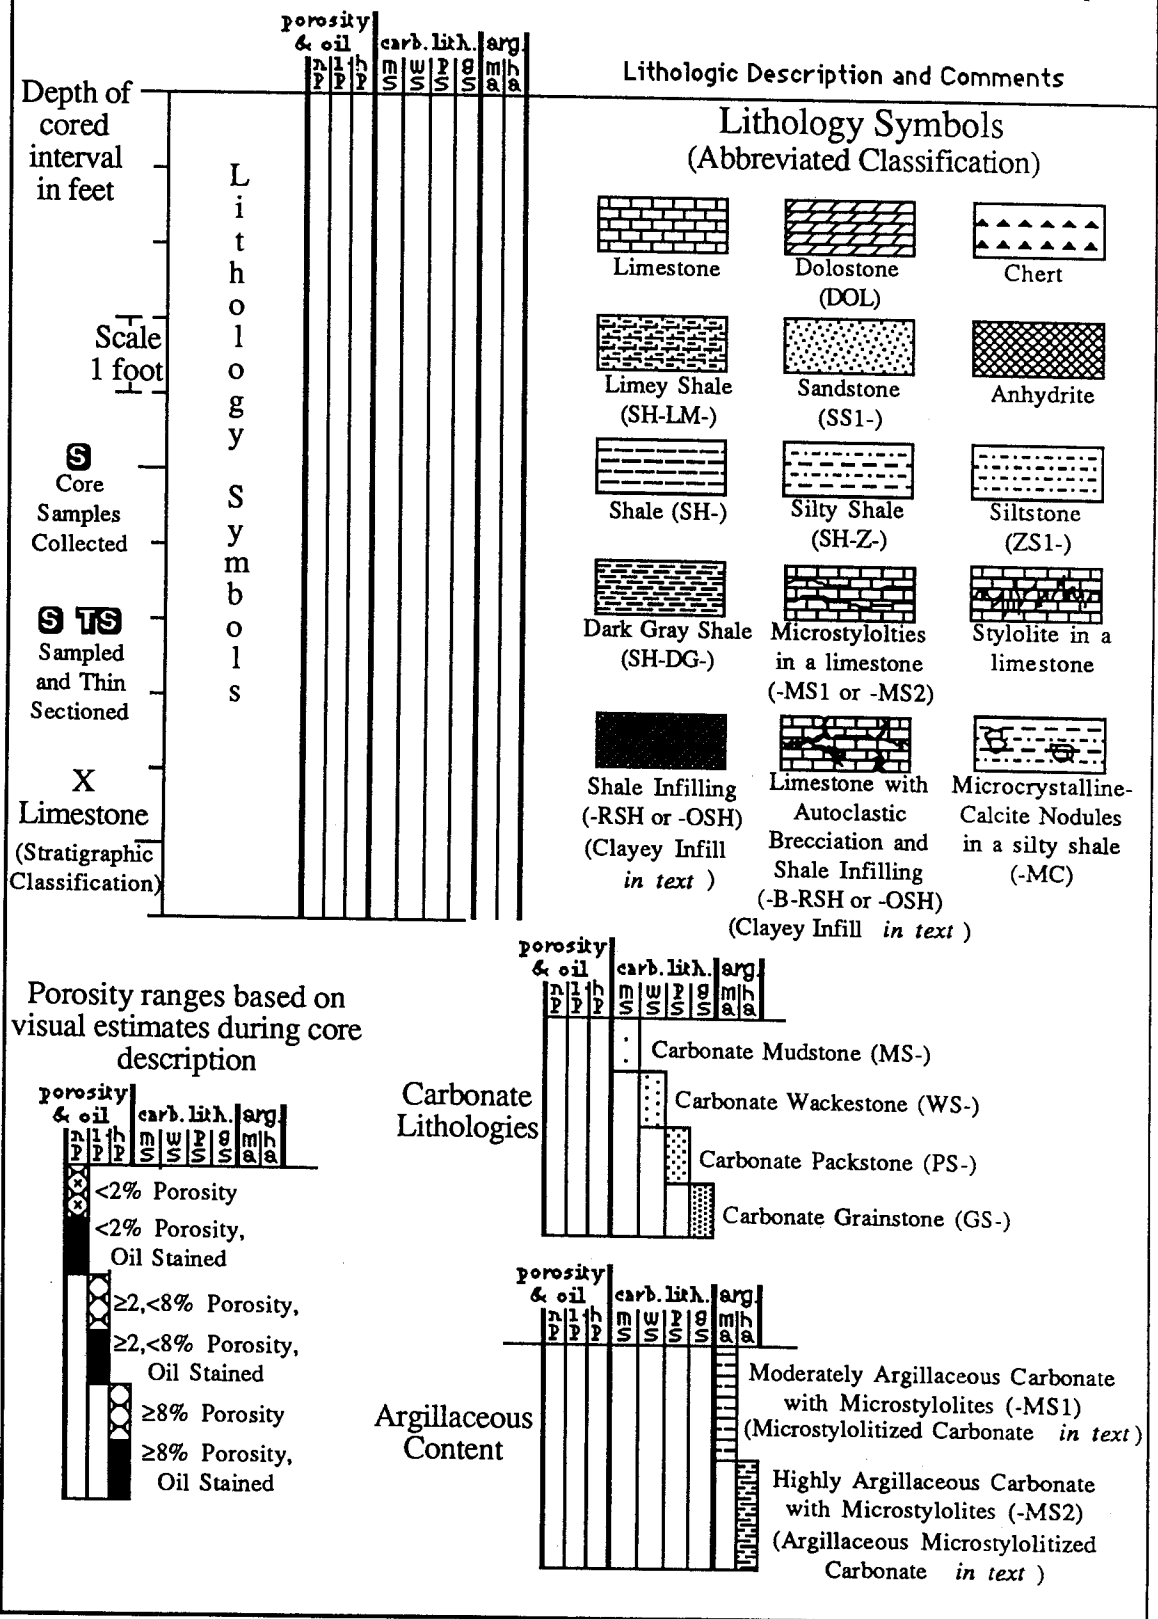 porosity
& oil carb. lith. arg.
np lp hp ms ws ps gs ma ha
Lithologic Description and Comments
Depth of
cored
interval
in feet
Scale
1 foot
S
Core
Samples
Collected
S TS
Sampled
and Thin
Sectioned
X
Limestone
(Stratigraphic
Classification)
Lithology Symbols
Lithology Symbols
(Abbreviated Classification)
Limestone
Dolostone
(DOL)
Chert
Limey Shale
(SH-LM-)
Sandstone
(SS1-)
Anhydrite
Shale (SH-)
Silty Shale
(SH-Z-)
Siltstone
(ZS1-)
Dark Gray Shale
(SH-DG-)
Microstylolties
in a limestone
(-MS1 or -MS2)
Stylolite in a
limestone
Shale Infilling
(-RSH or -OSH)
(Clayey Infill
in text )
Limestone with
Autoclastic
Brecciation and
Shale Infilling
(-B-RSH or -OSH)
(Clayey Infill in text )
Microcrystalline-
Calcite Nodules
in a silty shale
(-MC)
Porosity ranges based on
visual estimates during core
description
porosity
& oil carb. lith. arg.
np lp hp ms ws ps gs ma ha
<2% Porosity
<2% Porosity,
Oil Stained
≥2,<8% Porosity,
≥2,<8% Porosity,
Oil Stained
≥8% Porosity
≥8% Porosity,
Oil Stained
porosity
& oil carb. lith. arg.
np lp hp ms ws ps gs ma ha
Carbonate
Lithologies
Carbonate Mudstone (MS-)
Carbonate Wackestone (WS-)
Carbonate Packstone (PS-)
Carbonate Grainstone (GS-)
porosity
& oil carb. lith. arg.
np lp hp ms ws ps gs ma ha
Argillaceous
Content
Moderately Argillaceous Carbonate
with Microstylolites (-MS1)
(Microstylolitized Carbonate in text)
Highly Argillaceous Carbonate
with Microstylolites (-MS2)
(Argillaceous Microstylolitized
Carbonate in text )